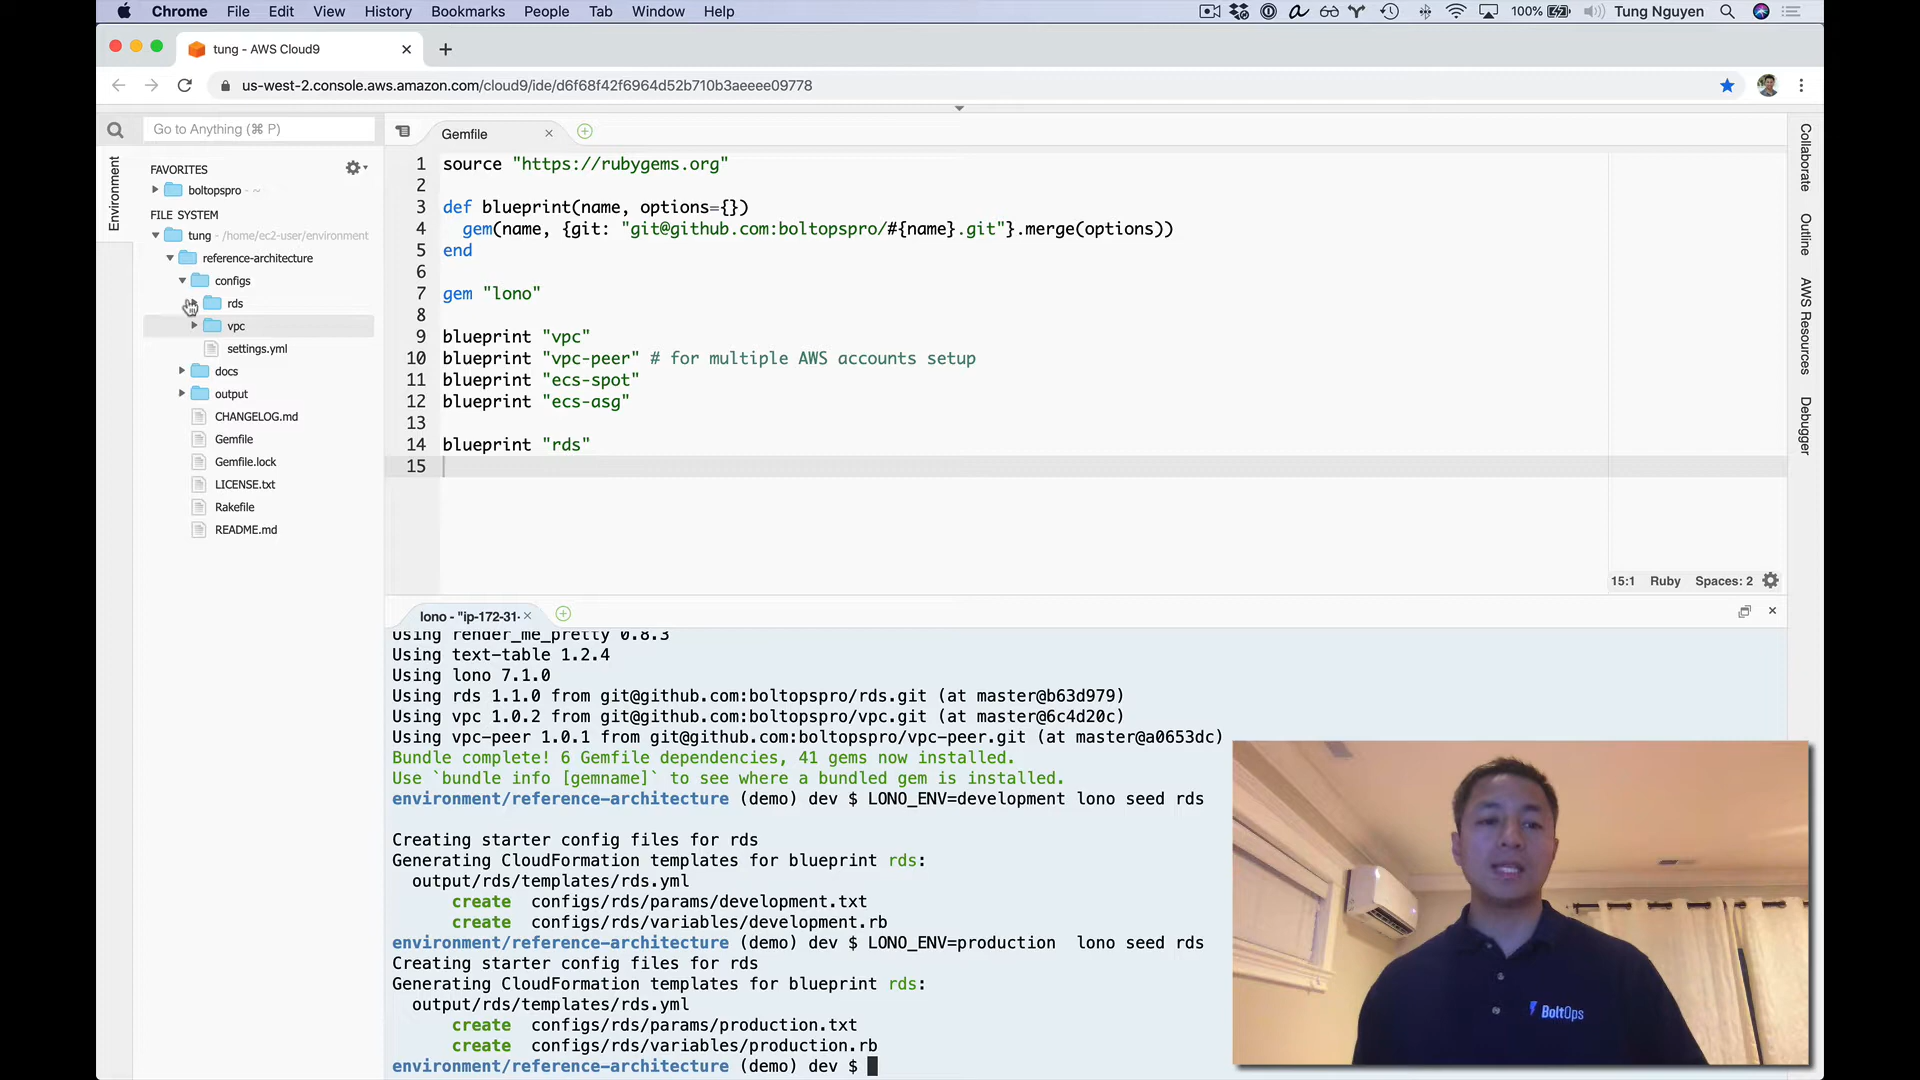 Chrome File Edit View History Bookmarks People Tab Window Help 100% Tung Nguyen
tung - AWS Cloud9
us-west-2.console.aws.amazon.com/cloud9/ide/d6f68f42f6964d52b710b3aeeee09778
Go to Anything (⌘ P)
Environment
FAVORITES
boltopspro - ~
FILE SYSTEM
tung - /home/ec2-user/environment
reference-architecture
configs
rds
vpc
settings.yml
docs
output
CHANGELOG.md
Gemfile
Gemfile.lock
LICENSE.txt
Rakefile
README.md
Gemfile
1 source "https://rubygems.org"
2
3 def blueprint(name, options={})
4 gem(name, {git: "git@github.com:boltopspro/#{name}.git"}.merge(options))
5 end
6
7 gem "lono"
8
9 blueprint "vpc"
10 blueprint "vpc-peer" # for multiple AWS accounts setup
11 blueprint "ecs-spot"
12 blueprint "ecs-asg"
13
14 blueprint "rds"
15
15:1 Ruby Spaces: 2
Collaborate
Outline
AWS Resources
Debugger
lono - "ip-172-31-
Using render_me_pretty 0.8.3
Using text-table 1.2.4
Using lono 7.1.0
Using rds 1.1.0 from git@github.com:boltopspro/rds.git (at master@b63d979)
Using vpc 1.0.2 from git@github.com:boltopspro/vpc.git (at master@6c4d20c)
Using vpc-peer 1.0.1 from git@github.com:boltopspro/vpc-peer.git (at master@a0653dc)
Bundle complete! 6 Gemfile dependencies, 41 gems now installed.
Use `bundle info [gemname]` to see where a bundled gem is installed.
environment/reference-architecture (demo) dev $ LONO_ENV=development lono seed rds
Creating starter config files for rds
Generating CloudFormation templates for blueprint rds:
output/rds/templates/rds.yml
create configs/rds/params/development.txt
create configs/rds/variables/development.rb
environment/reference-architecture (demo) dev $ LONO_ENV=production  lono seed rds
Creating starter config files for rds
Generating CloudFormation templates for blueprint rds:
output/rds/templates/rds.yml
create configs/rds/params/production.txt
create configs/rds/variables/production.rb
environment/reference-architecture (demo) dev $
BoltOps